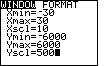 WINDOW FORMAT
Xmin=-30
Xmax=30
Xscl=10
Ymin=-6000
Ymax=6000
Yscl=500